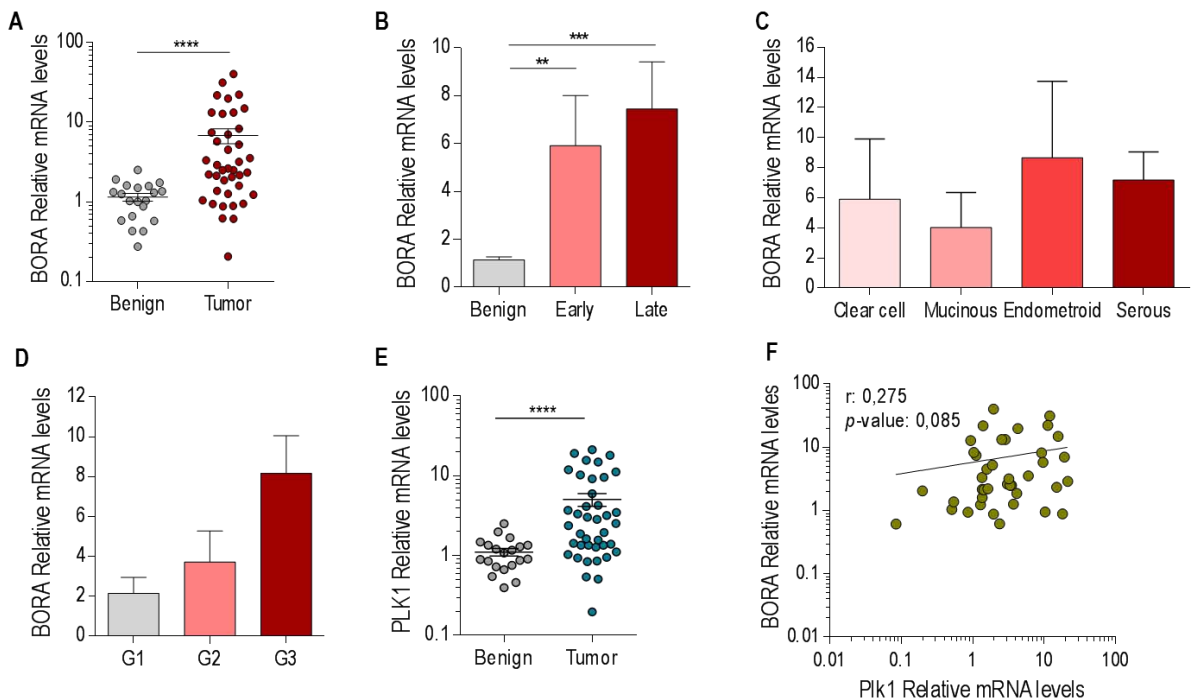 A
BORA Relative mRNA levels
100
10
1
0.1
****
Benign
Tumor
B
BORA Relative mRNA levels
10
8
6
4
2
0
***
**
Benign
Early
Late
C
BORA Relative mRNA levels
16
14
12
10
8
6
4
2
0
Clear cell
Mucinous
Endometroid
Serous
D
BORA Relative mRNA levels
12
10
8
6
4
2
0
G1
G2
G3
E
PLK1 Relative mRNA levels
100
10
1
0.1
****
Benign
Tumor
F
BORA Relative mRNA levles
100
10
1
0.1
0.01
r: 0,275
p-value: 0,085
0.01
0.1
1
10
100
Plk1 Relative mRNA levels